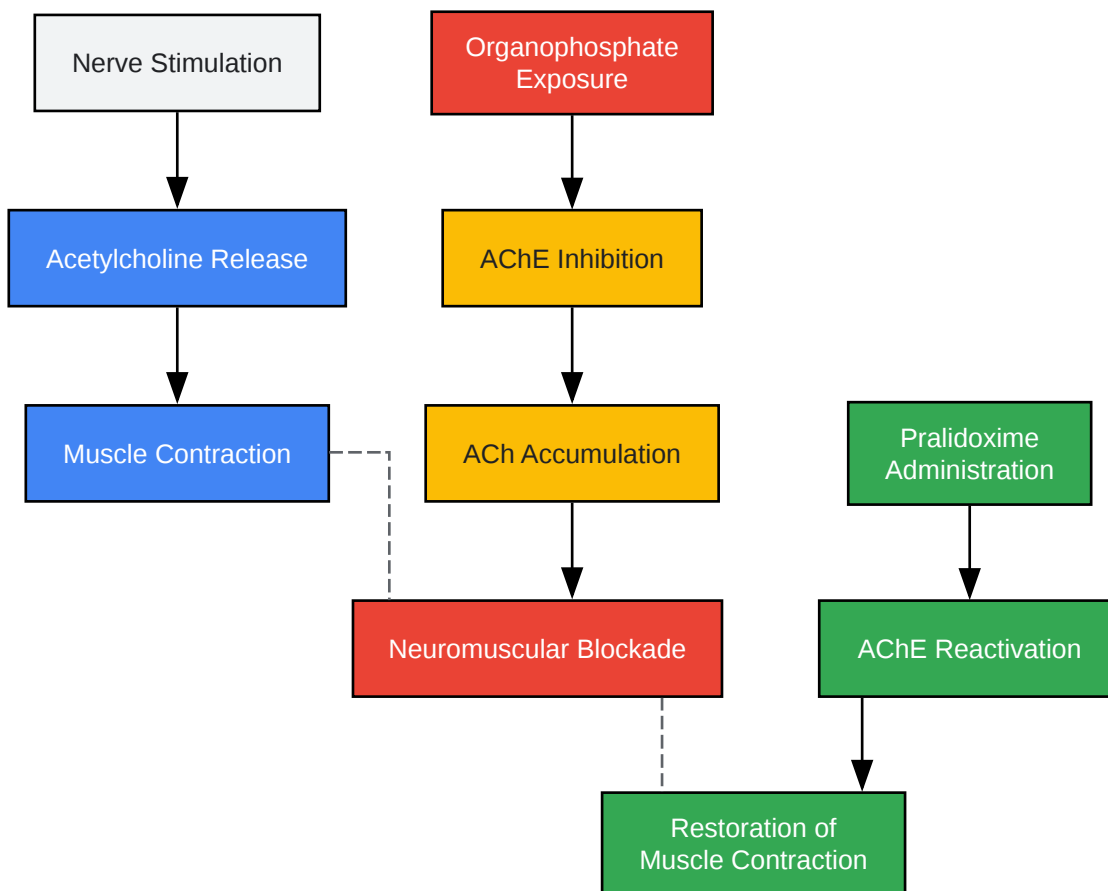 Nerve Stimulation
Organophosphate
Exposure
Acetylcholine Release
AChE Inhibition
Muscle Contraction
ACh Accumulation
Pralidoxime
Administration
Neuromuscular Blockade
AChE Reactivation
Restoration of
Muscle Contraction